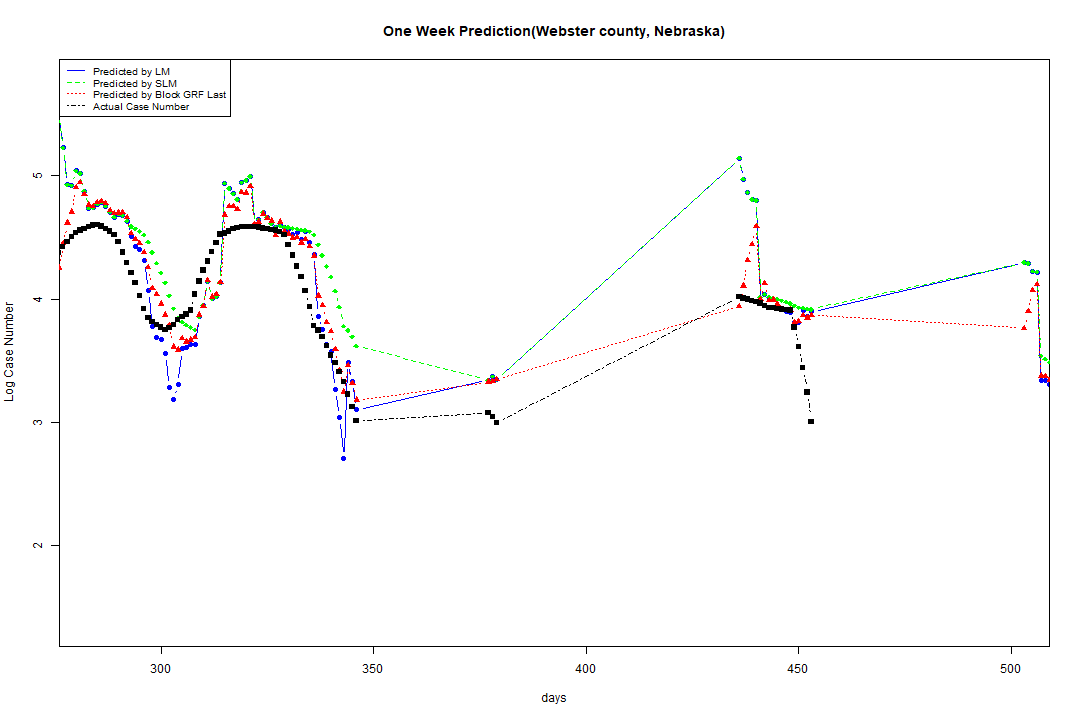 One Week Prediction(Webster county, Nebraska)
Predicted by LM
Predicted by SLM
Predicted by Block GRF Last
Actual Case Number
Log Case Number
5
4
3
2
300 350 400 450 500
days